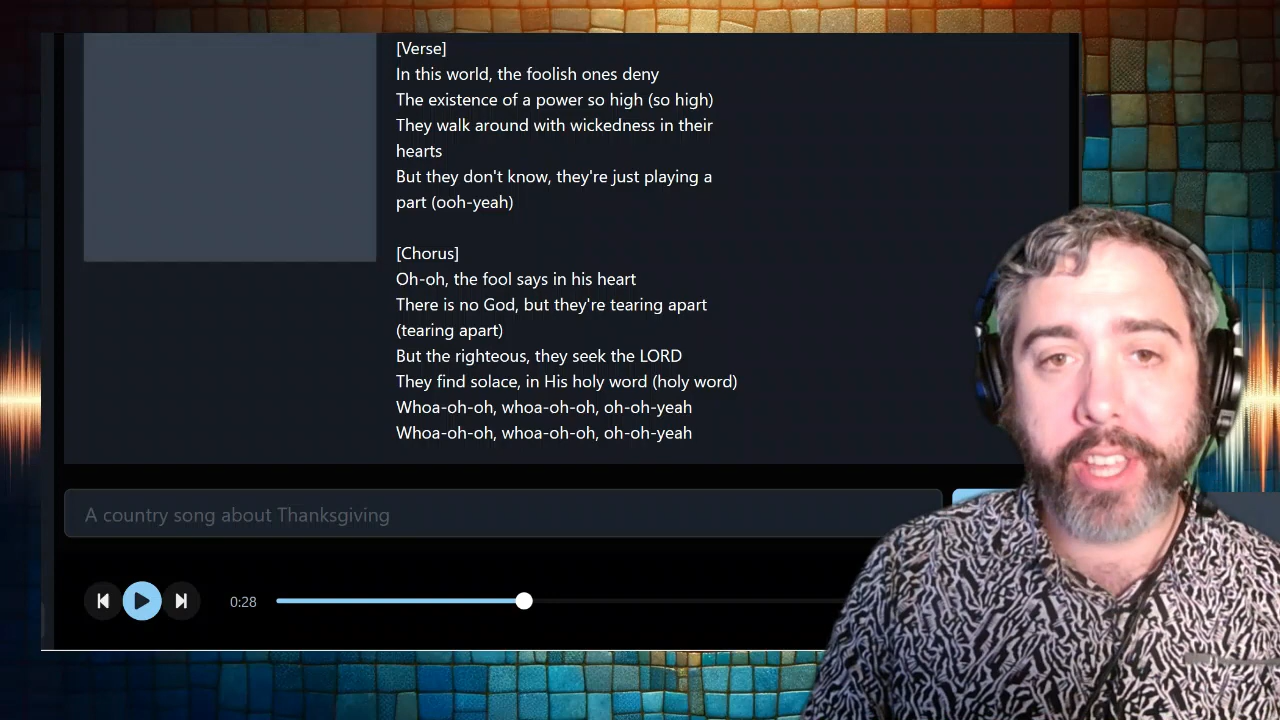 [Verse]
In this world, the foolish ones deny
The existence of a power so high (so high)
They walk around with wickedness in their
hearts
But they don't know, they're just playing a
part (ooh-yeah)
[Chorus]
Oh-oh, the fool says in his heart
There is no God, but they're tearing apart
(tearing apart)
But the righteous, they seek the LORD
They find solace, in His holy word (holy word)
Whoa-oh-oh, whoa-oh-oh, oh-oh-yeah
Whoa-oh-oh, whoa-oh-oh, oh-oh-yeah
A country song about Thanksgiving
0:28